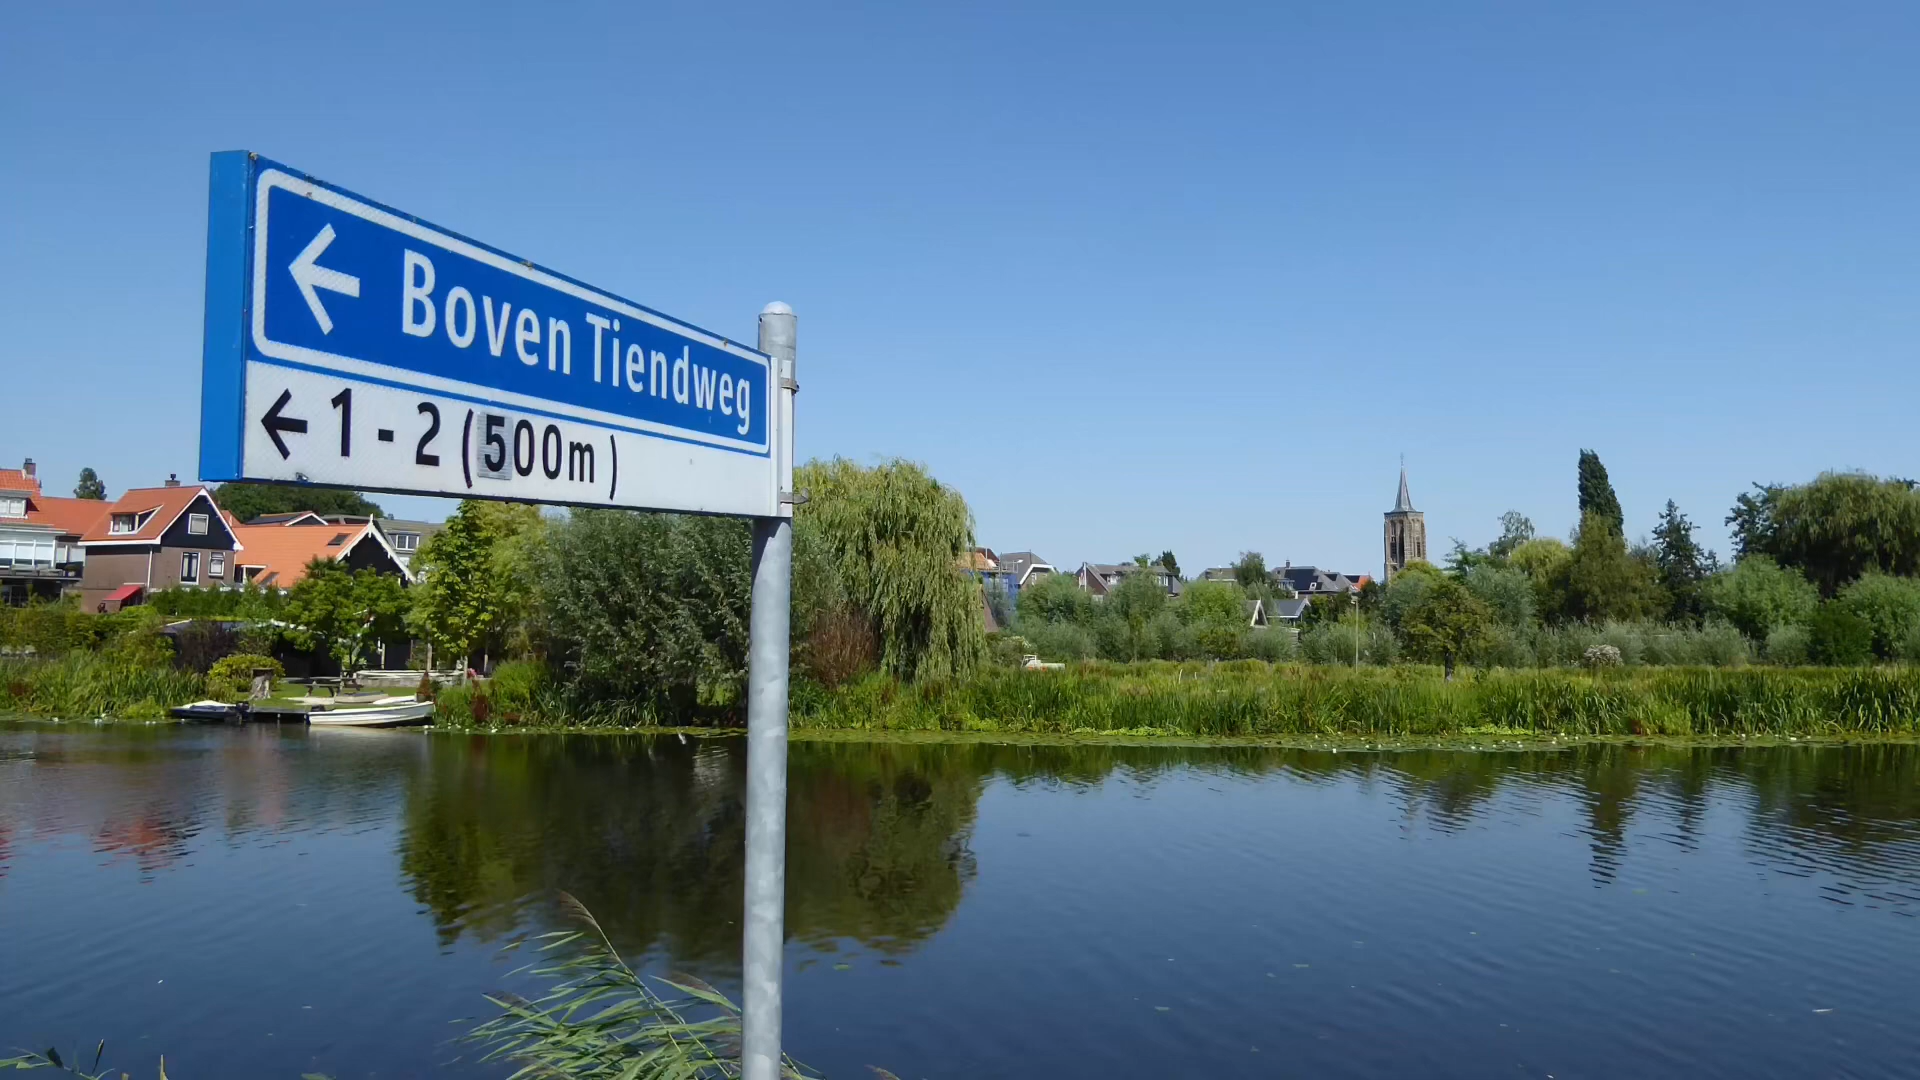 ← Boven Tiendweg
← 1 - 2 (500m)